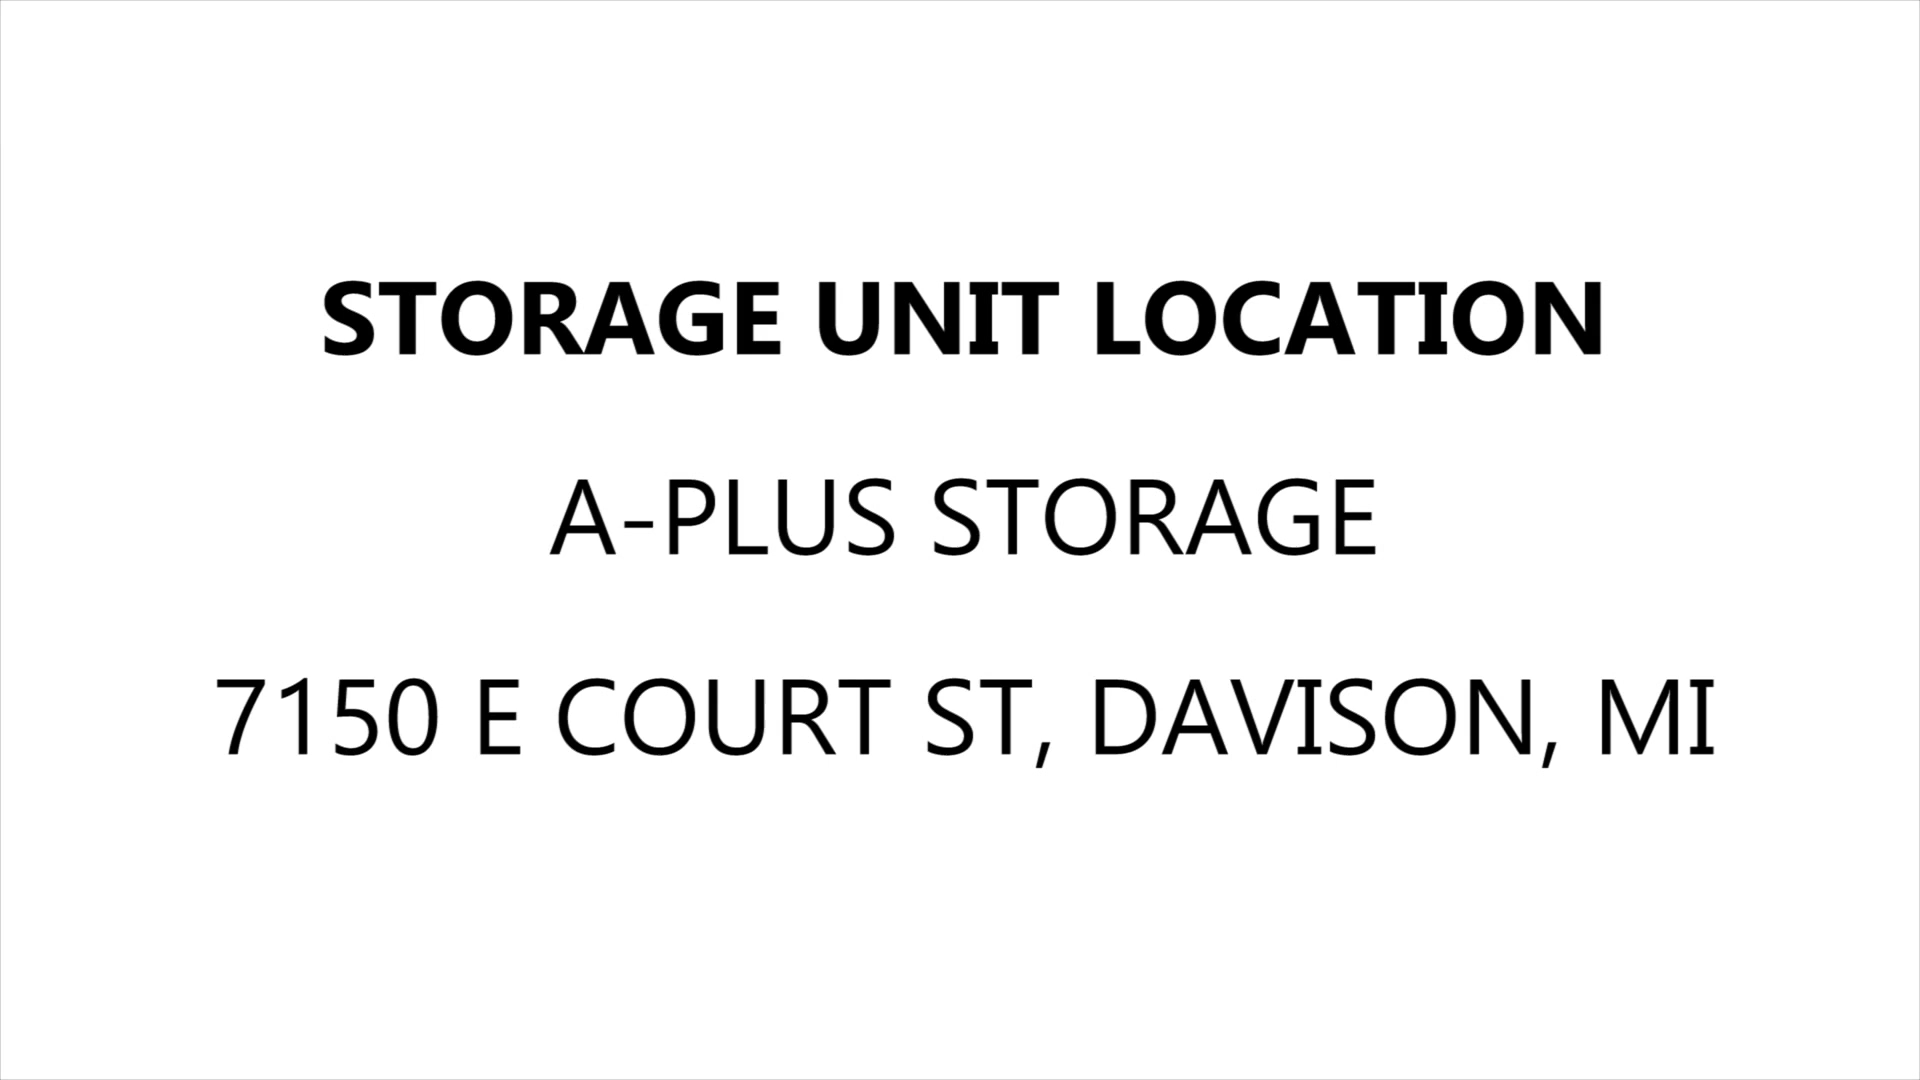 STORAGE UNIT LOCATION
A-PLUS STORAGE
7150 E COURT ST, DAVISON, MI